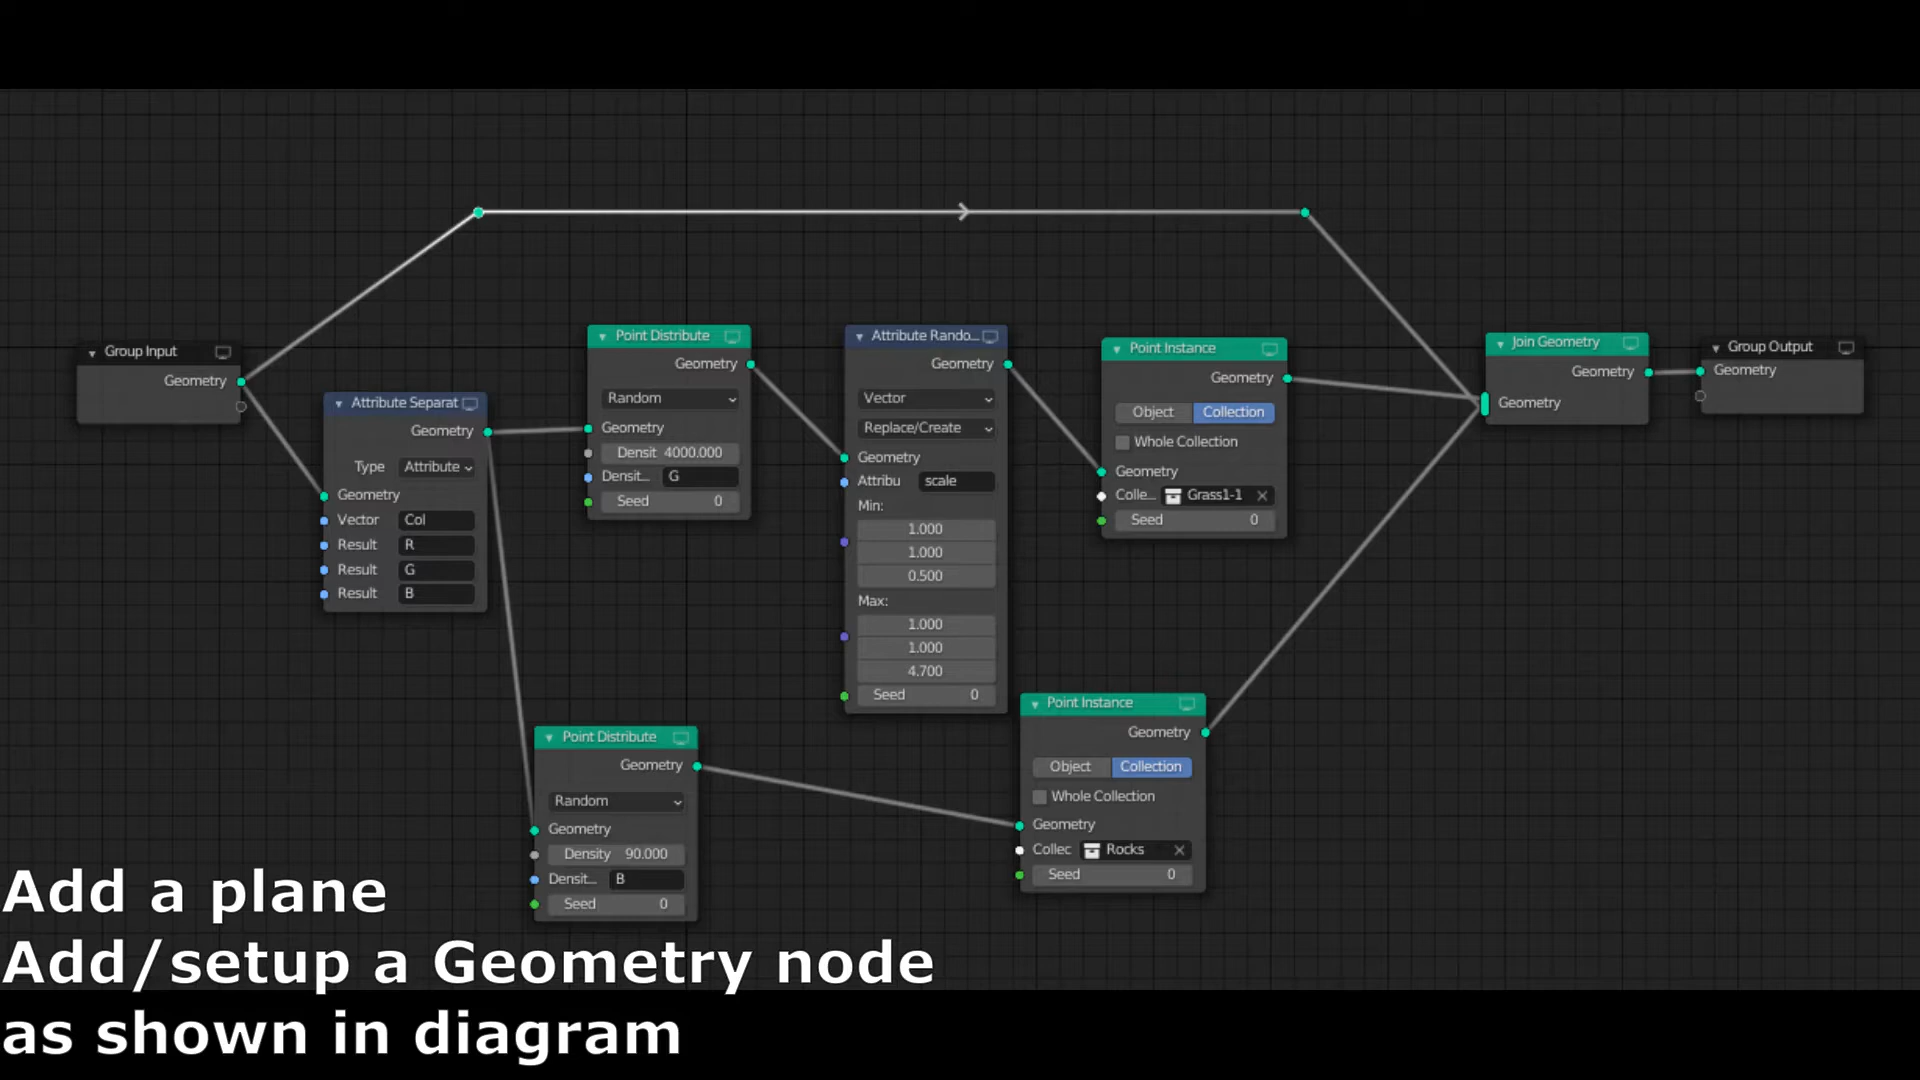 Group Input
Geometry
Attribute Separat
Geometry
Type Attribute
Geometry
Vector Col
Result R
Result G
Result B
Point Distribute
Geometry
Random
Geometry
Densit 4000.000
Densit... G
Seed 0
Attribute Rando...
Geometry
Vector
Replace/Create
Geometry
Attribu scale
Min:
1.000
1.000
0.500
Max:
1.000
1.000
4.700
Seed 0
Point Instance
Geometry
Object Collection
Whole Collection
Geometry
Colle... Grass1-1
Seed 0
Join Geometry
Geometry
Geometry
Group Output
Geometry
Point Distribute
Geometry
Random
Geometry
Density 90.000
Densit... B
Seed 0
Point Instance
Geometry
Object Collection
Whole Collection
Geometry
Collec Rocks
Seed 0
Add a plane
Add/setup a Geometry node
as shown in diagram